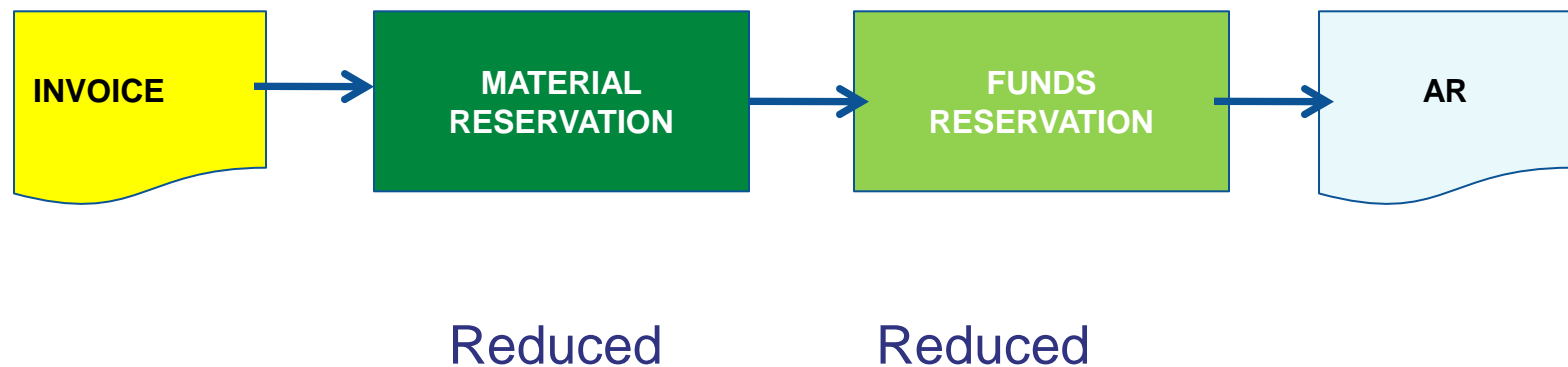 INVOICE
MATERIAL
RESERVATION
FUNDS
RESERVATION
AR
Reduced
Reduced